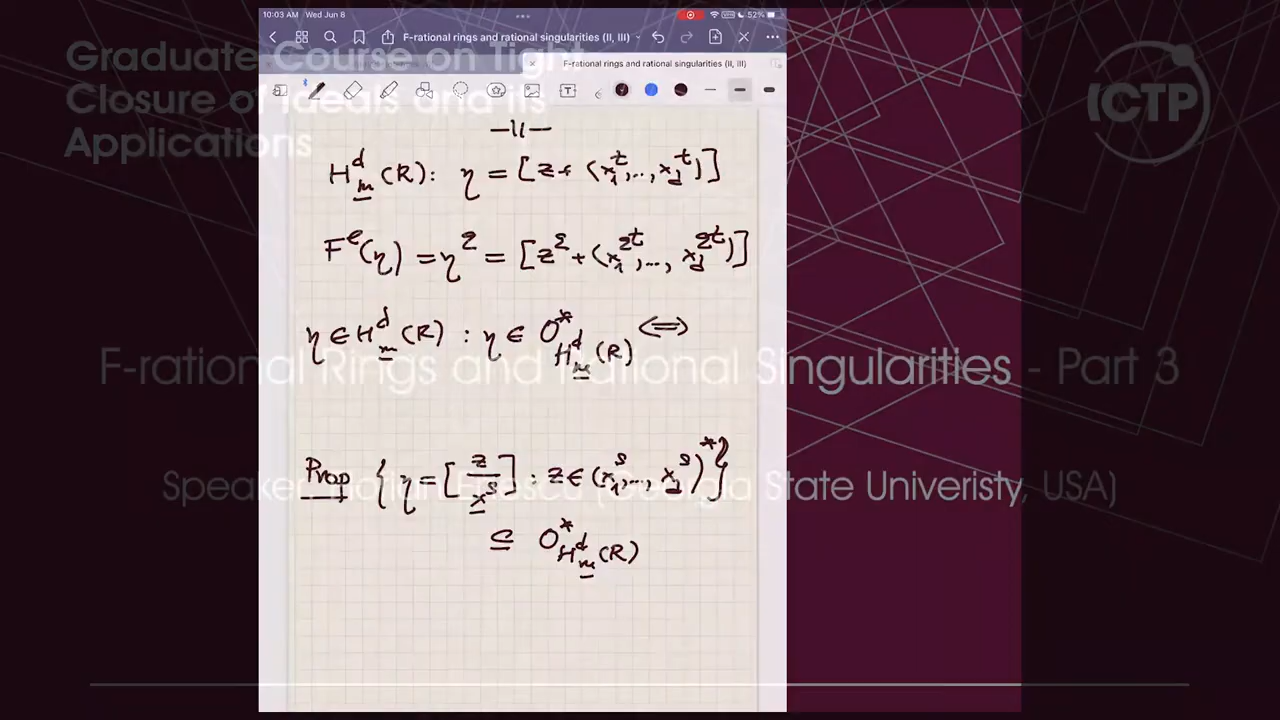 10:03 AM Wed Jun 8
52%
F-rational rings and rational singularities (II, III)
F-rational rings and rational singularities (II, III)
Graduate Course on Tight
Closure of Ideals and its
Applications
ICTP
—11—
H^d_m(R): η = [z + (x_1^t, .., x_d^t)]
F^e(η) = η^q = [z^q + (x_1^{qt}, ..., x_d^{qt})]
η ∈ H^d_m(R) : η ∈ 0^*_{H^d_m(R)} ⟺
F-rational Rings and Rational Singularities - Part 3
Prop { η = [z/x^s] : z ∈ (x_1^s, ..., x_d^s)^* }
Speaker: State Univeristy, USA)
⊆ 0^*_{H^d_m(R)}